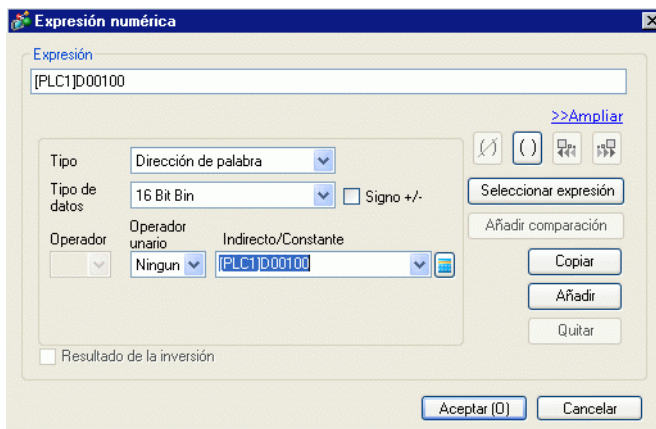 Expresión numérica
Expresión
[PLC1]D00100
>>Ampliar
Tipo
Dirección de palabra
( )
Tipo de datos
16 Bit Bin
Signo +/-
Seleccionar expresión
Añadir comparación
Operador
Operador unario
Indirecto/Constante
Ningun
[PLC1]D00100
Copiar
Añadir
Quitar
Resultado de la inversión
Aceptar (O)
Cancelar